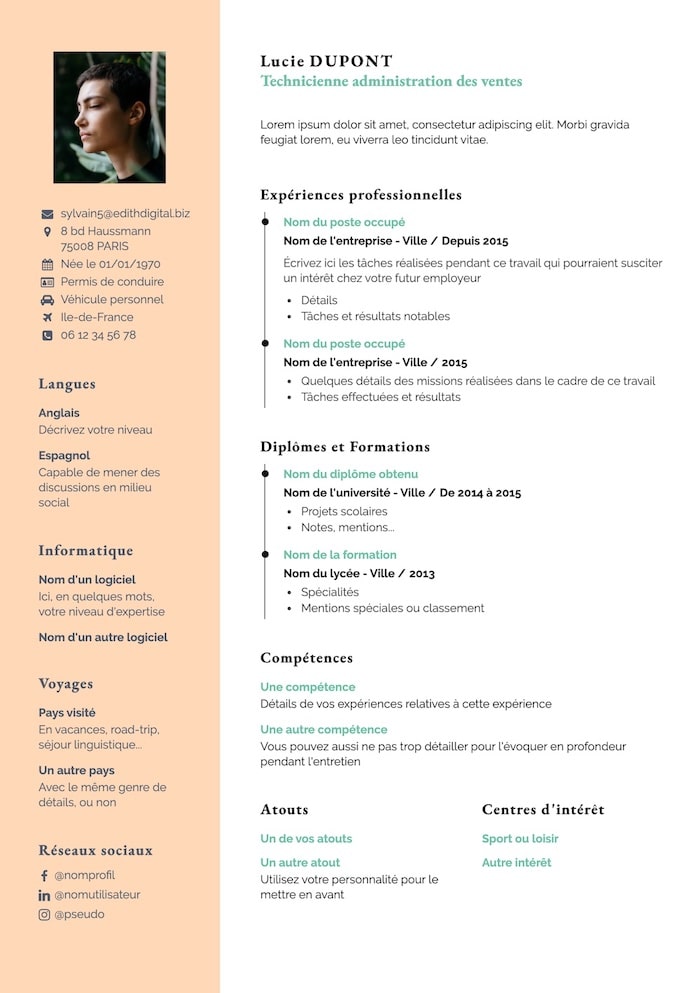 sylvain5@edithdigital.biz
8 bd Haussmann
75008 PARIS
Née le 01/01/1970
Permis de conduire
Véhicule personnel
Ile-de-France
06 12 34 56 78
Langues
Anglais
Décrivez votre niveau
Espagnol
Capable de mener des
discussions en milieu
social
Informatique
Nom d'un logiciel
Ici, en quelques mots,
votre niveau d'expertise
Nom d'un autre logiciel
Voyages
Pays visité
En vacances, road-trip,
séjour linguistique...
Un autre pays
Avec le même genre de
détails, ou non
Réseaux sociaux
@nomprofil
@nomutilisateur
@pseudo
Lucie DUPONT
Technicienne administration des ventes
Lorem ipsum dolor sit amet, consectetur adipiscing elit. Morbi gravida
feugiat lorem, eu viverra leo tincidunt vitae.
Expériences professionnelles
Nom du poste occupé
Nom de l'entreprise - Ville / Depuis 2015
Écrivez ici les tâches réalisées pendant ce travail qui pourraient susciter
un intérêt chez votre futur employeur
• Détails
• Tâches et résultats notables
Nom du poste occupé
Nom de l'entreprise - Ville / 2015
• Quelques détails des missions réalisées dans le cadre de ce travail
• Tâches effectuées et résultats
Diplômes et Formations
Nom du diplôme obtenu
Nom de l'université - Ville / De 2014 à 2015
• Projets scolaires
• Notes, mentions...
Nom de la formation
Nom du lycée - Ville / 2013
• Spécialités
• Mentions spéciales ou classement
Compétences
Une compétence
Détails de vos expériences relatives à cette expérience
Une autre compétence
Vous pouvez aussi ne pas trop détailler pour l'évoquer en profondeur
pendant l'entretien
Atouts
Un de vos atouts
Un autre atout
Utilisez votre personnalité pour le
mettre en avant
Centres d'intérêt
Sport ou loisir
Autre intérêt